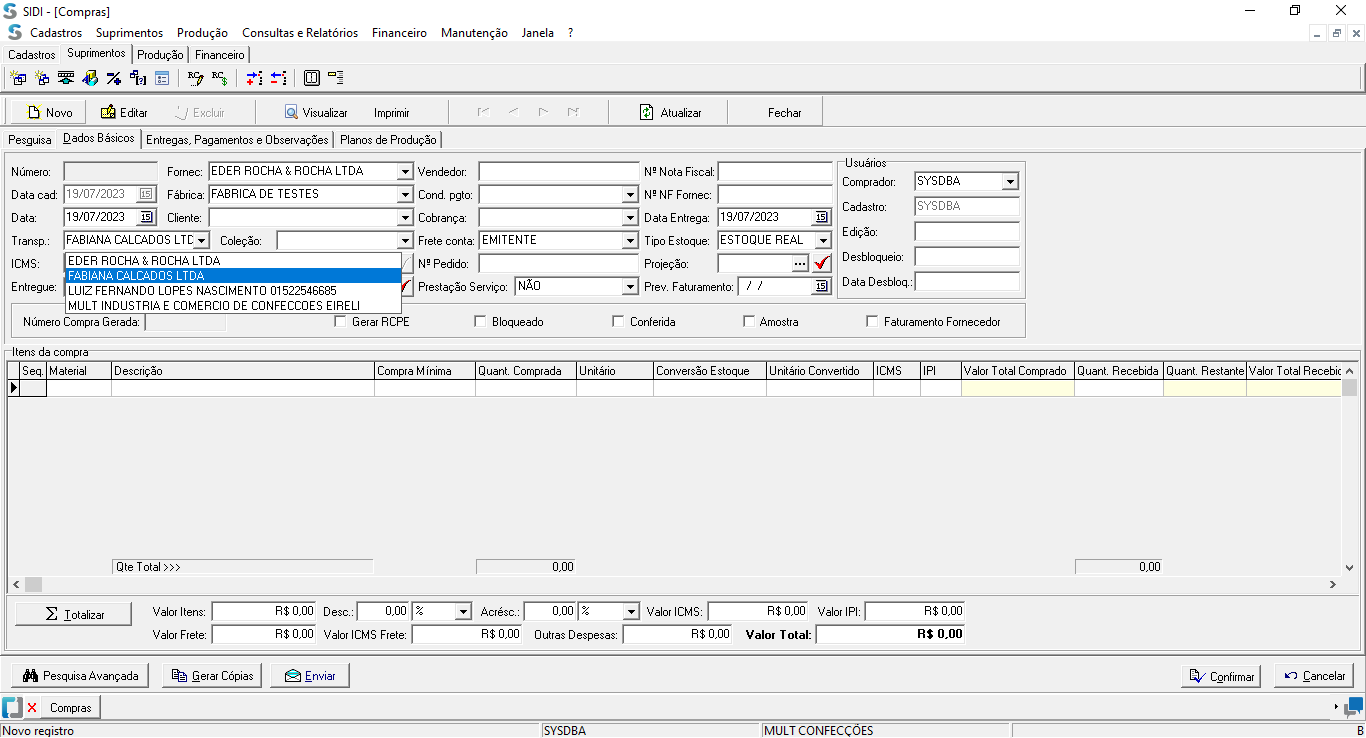 SIDI - [Compras]
Cadastros Suprimentos Produção Consultas e Relatórios Financeiro Manutenção Janela ?
Cadastros Suprimentos Produção Financeiro
Novo Editar Excluir Visualizar Imprimir Atualizar Fechar
Pesquisa Dados Básicos Entregas, Pagamentos e Observações Planos de Produção
Número: Fornec: EDER ROCHA & ROCHA LTDA Vendedor: Nº Nota Fiscal: Usuários
Data cad: 19/07/2023 15 Fábrica: FABRICA DE TESTES Cond. pgto: Nº NF Fornec: Comprador: SYSDBA
Data: 19/07/2023 15 Cliente: Cobrança: Data Entrega: 19/07/2023 15 Cadastro: SYSDBA
Transp.: FABIANA CALCADOS LTD Coleção: Frete conta: EMITENTE Tipo Estoque: ESTOQUE REAL Edição:
ICMS: EDER ROCHA & ROCHA LTDA Nº Pedido: Projeção: ... Desbloqueio:
FABIANA CALCADOS LTDA
Entregue: LUIZ FERNANDO LOPES NASCIMENTO 01522546685 Prestação Serviço: NÃO Prev. Faturamento: / / 15 Data Desbloq.:
MULT INDUSTRIA E COMERCIO DE CONFECCOES EIRELI
Número Compra Gerada: Gerar RCPE Bloqueado Conferida Amostra Faturamento Fornecedor
Itens da compra
Seq. Material Descrição Compra Mínima Quant. Comprada Unitário Conversão Estoque Unitário Convertido ICMS IPI Valor Total Comprado Quant. Recebida Quant. Restante Valor Total Recebic
Qte Total >>> 0,00 0,00
Σ Totalizar Valor Itens: R$ 0,00 Desc.: 0,00 % Acrésc.: 0,00 % Valor ICMS: R$ 0,00 Valor IPI: R$ 0,00
Valor Frete: R$ 0,00 Valor ICMS Frete: R$ 0,00 Outras Despesas: R$ 0,00 Valor Total: R$ 0,00
Pesquisa Avançada Gerar Cópias Enviar Confirmar Cancelar
Compras
Novo registro SYSDBA MULT CONFECÇÕES B